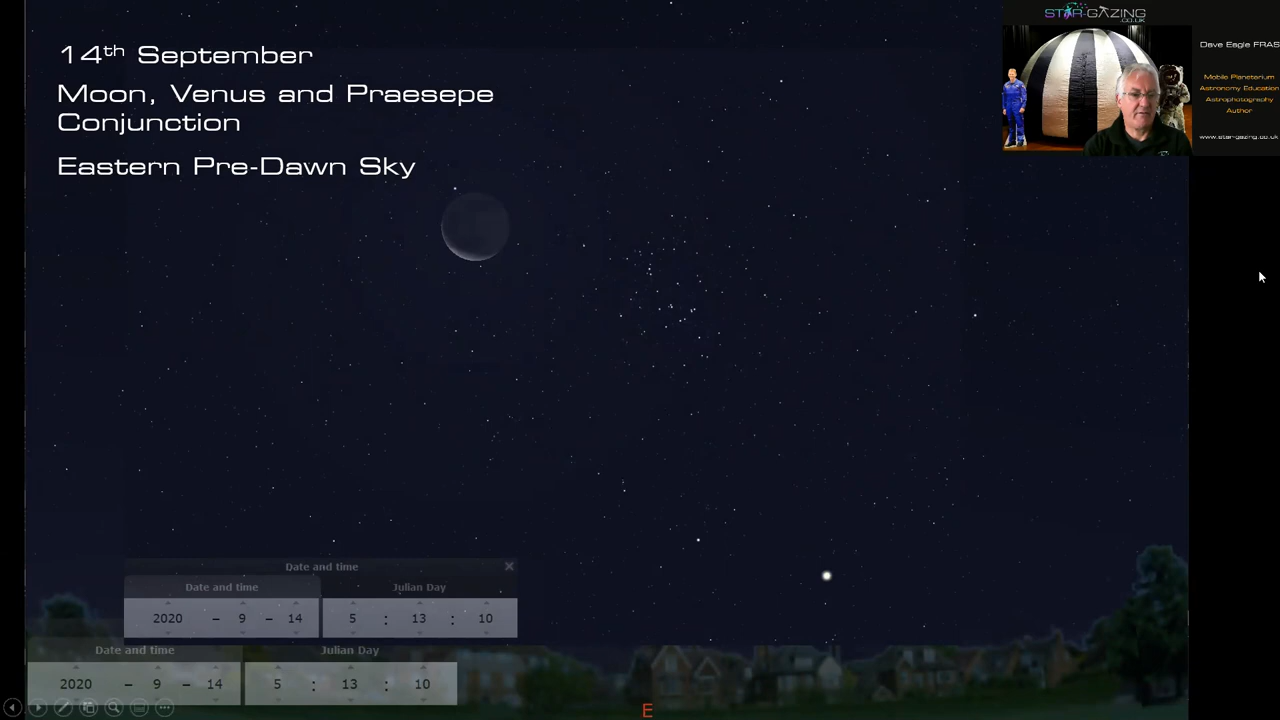 14th September
Moon, Venus and Praesepe
Conjunction
Eastern Pre-Dawn Sky
STAR-GAZING
.CO.UK
Dave Eagle FRAS
Mobile Planetarium
Astronomy Education
Astrophotography
Author
www.star-gazing.co.uk
Date and time
Date and time
Julian Day
2020 - 9 - 14
5 : 13 : 10
Date and time
Julian Day
2020 - 9 - 14
5 : 13 : 10
E